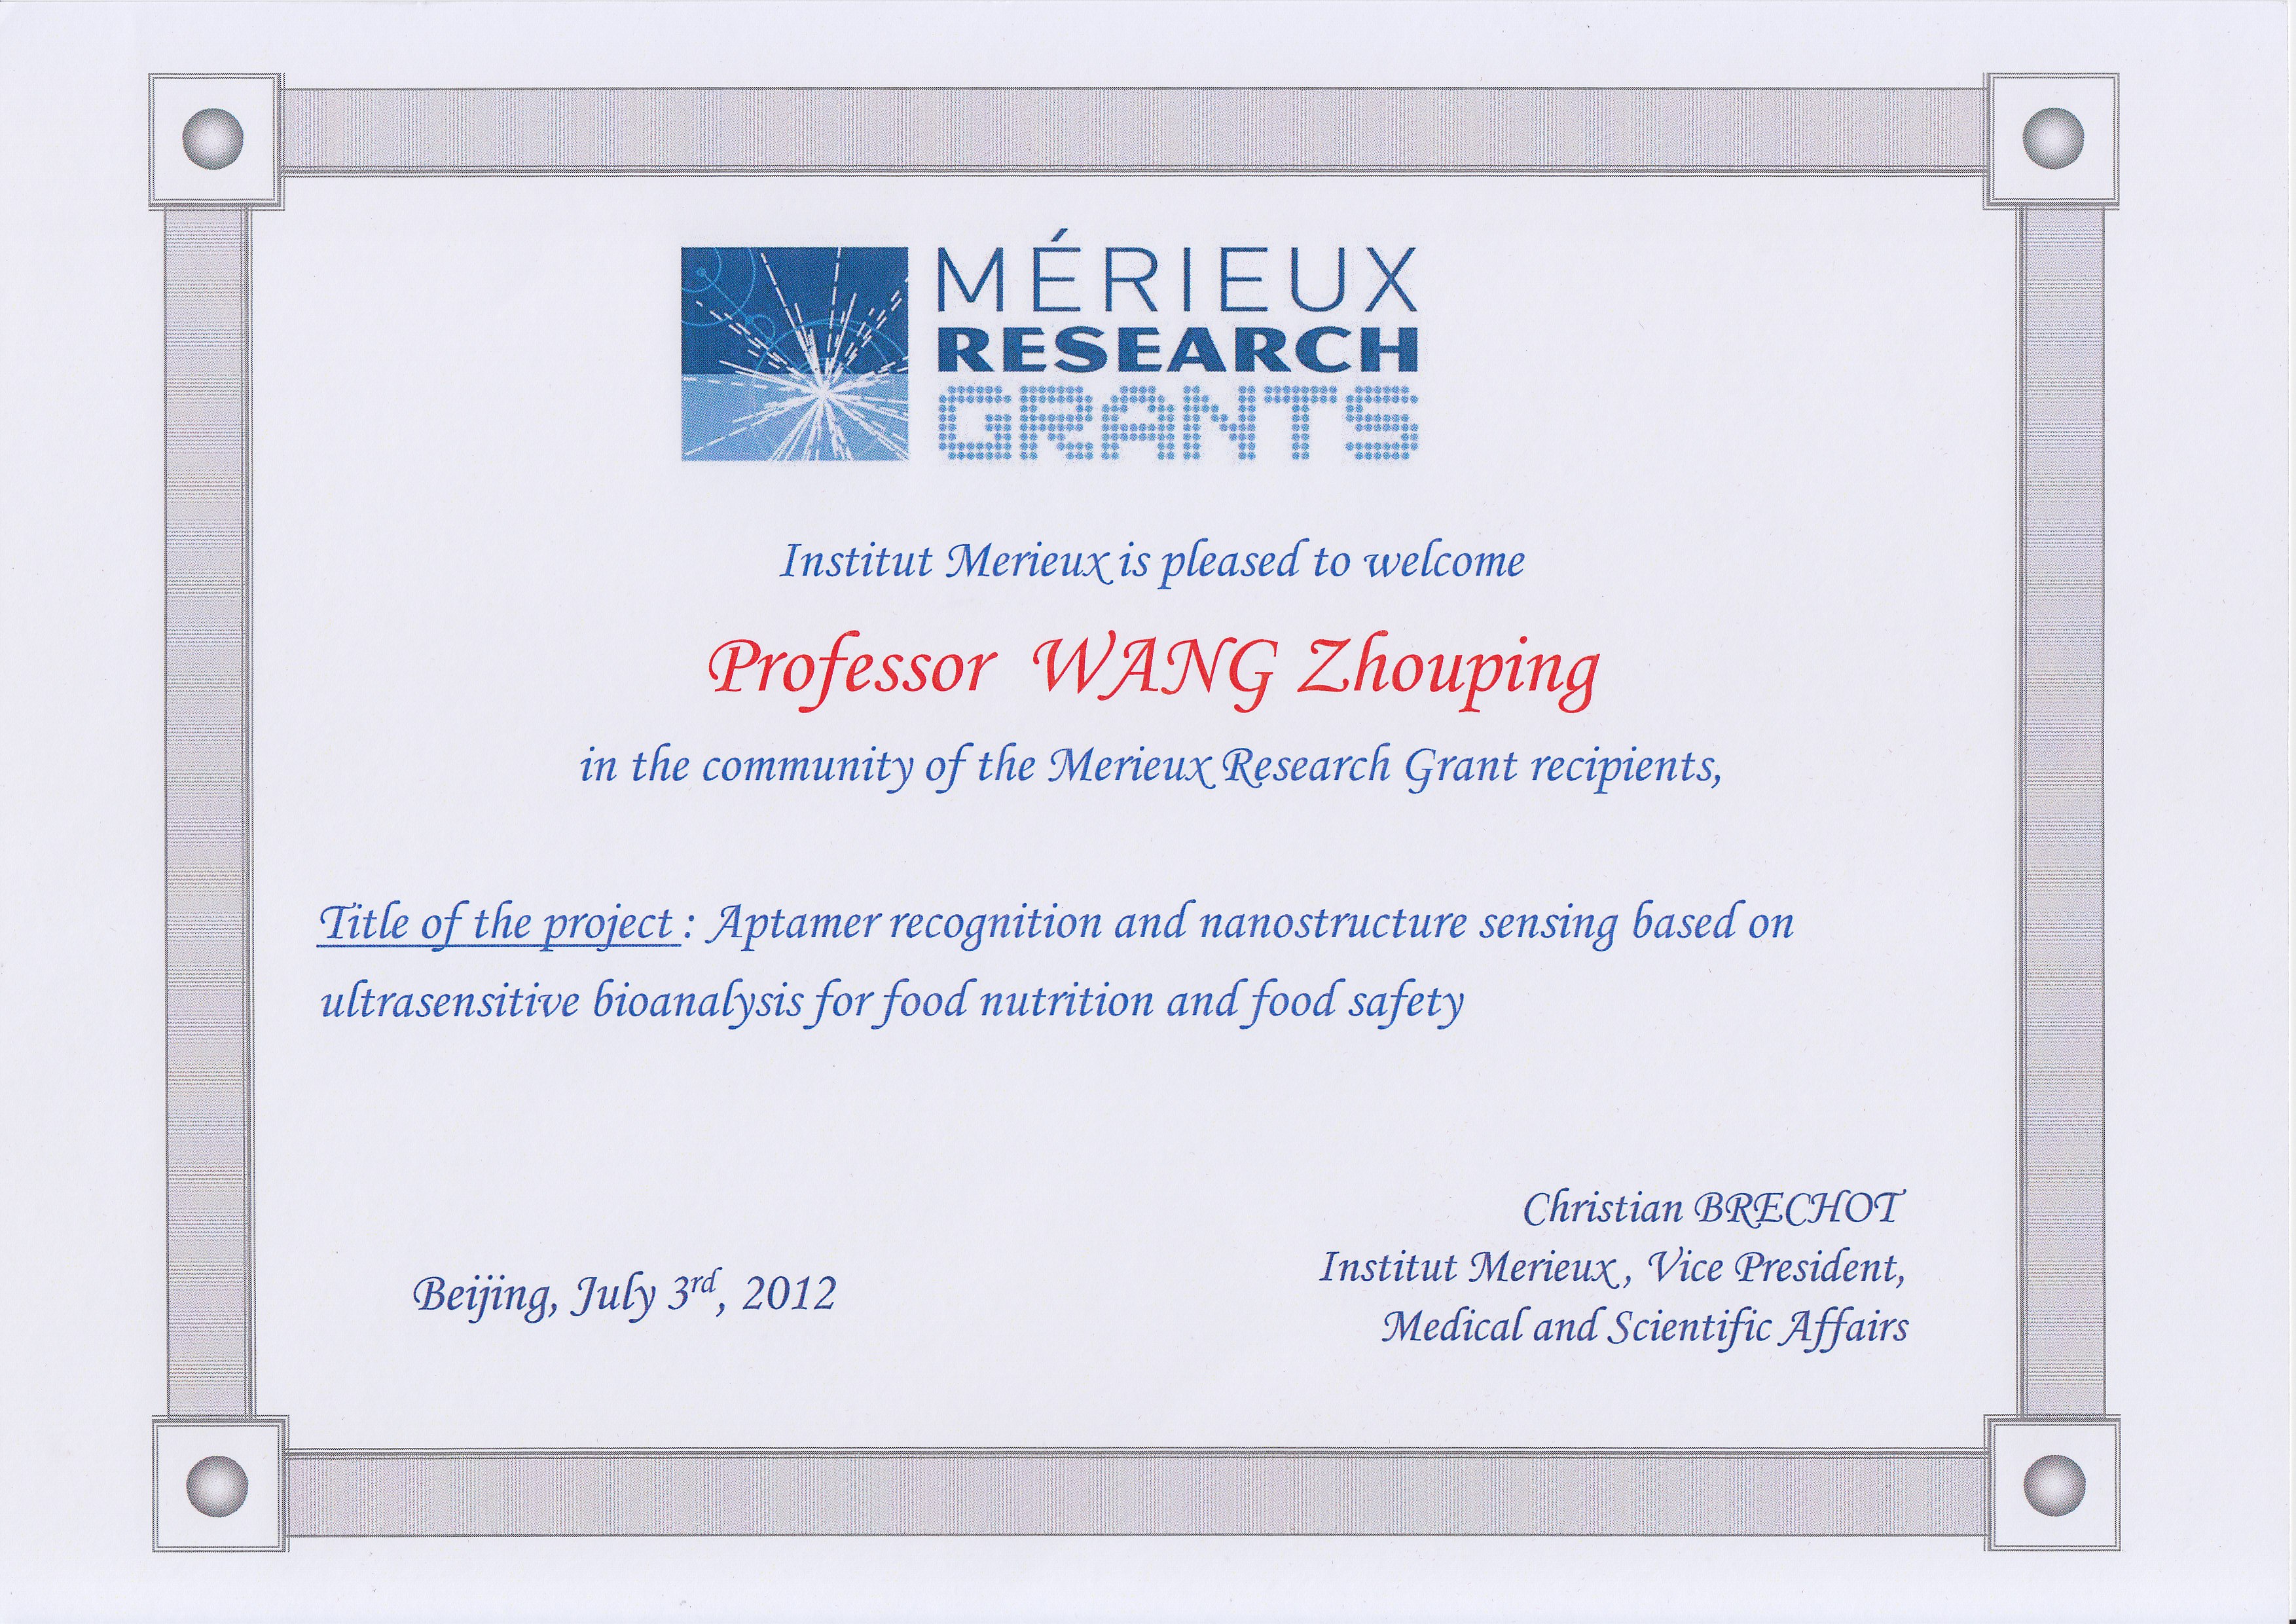 MÉRIEUX
RESEARCH
GRANTS
Institut Merieux is pleased to welcome
Professor WANG Zhouping
in the community of the Merieux Research Grant recipients,
Title of the project : Aptamer recognition and nanostructure sensing based on
ultrasensitive bioanalysis for food nutrition and food safety
Christian BRECHOT
Institut Merieux , Vice President,
Medical and Scientific Affairs
Beijing, July 3rd, 2012